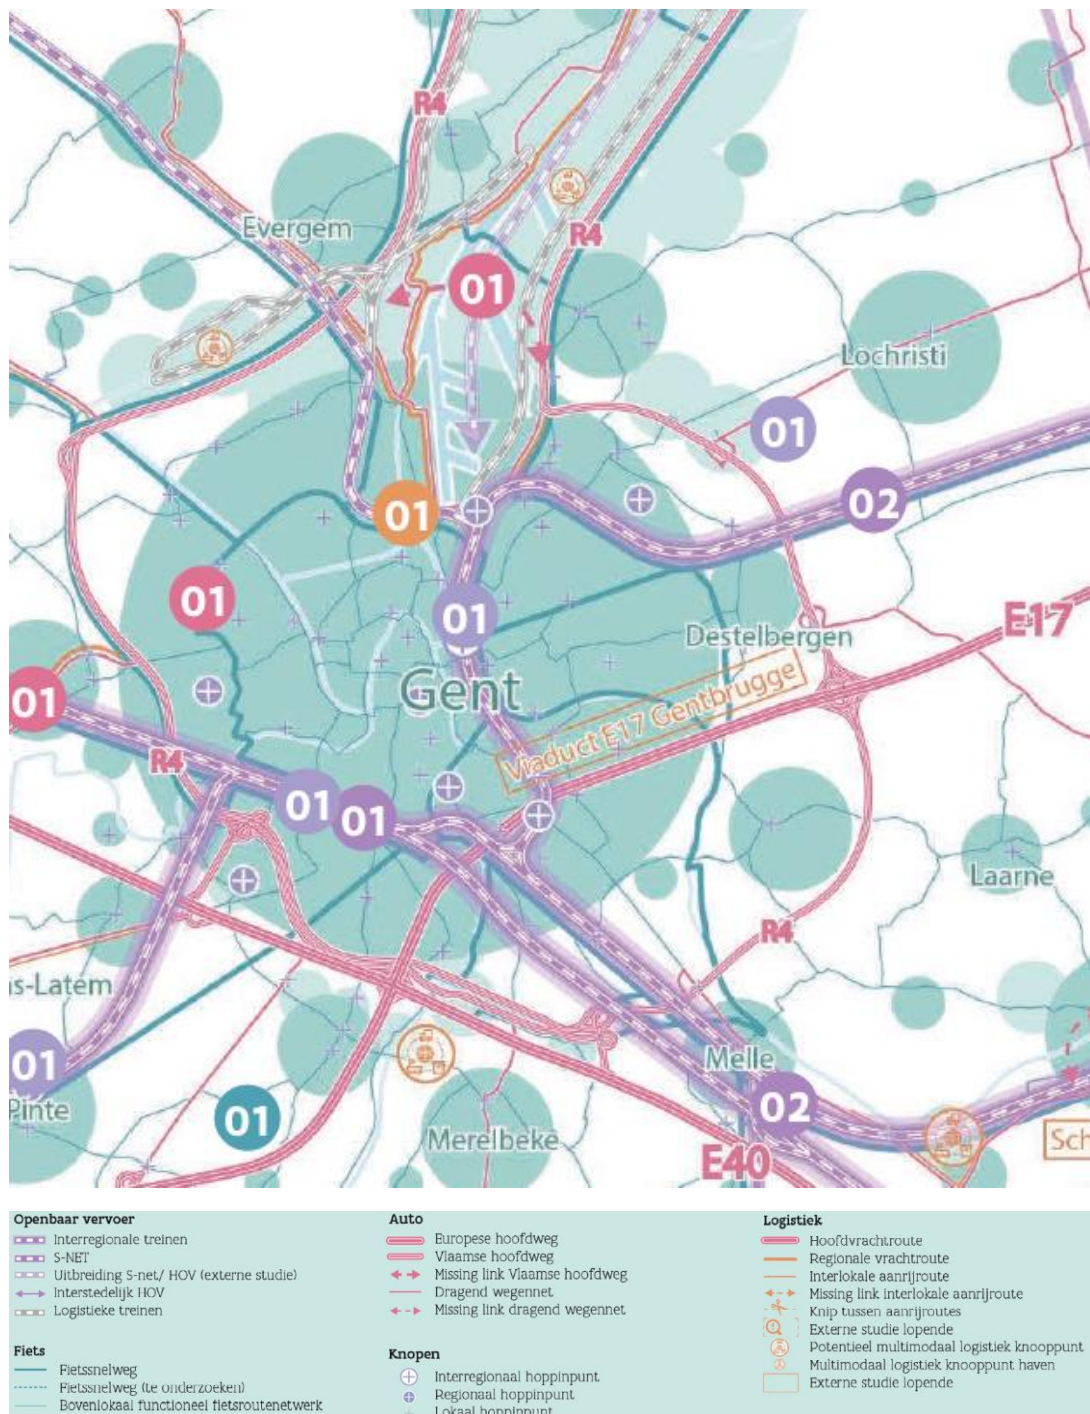 R4
Evergem
R4
01
Lochristi
01
02
01
01
01
E17
Destelbergen
Gent
Viaduct E17 Gentbrugge
01
R4
01
01
Laarne
R4
s-Latem
01
Melle
Pinte
01
02
Merelbeke
E40
Sch
Openbaar vervoer
Interregionale treinen
S-NET
Uitbreiding S-net/ HOV (externe studie)
Interstedelijk HOV
Logistieke treinen
Fiets
Fietssnelweg
Fietssnelweg (te onderzoeken)
Bovenlokaal functioneel fietsroutenetwerk
Auto
Europese hoofdweg
Vlaamse hoofdweg
Missing link Vlaamse hoofdweg
Dragend wegennet
Missing link dragend wegennet
Knopen
Interregionaal hoppinpunt
Regionaal hoppinpunt
Lokaal hoppinpunt
Logistiek
Hoofdvrachtroute
Regionale vrachtroute
Interlokale aanrijroute
Missing link interlokale aanrijroute
Knip tussen aanrijroutes
Externe studie lopende
Potentieel multimodaal logistiek knooppunt
Multimodaal logistiek knooppunt haven
Externe studie lopende